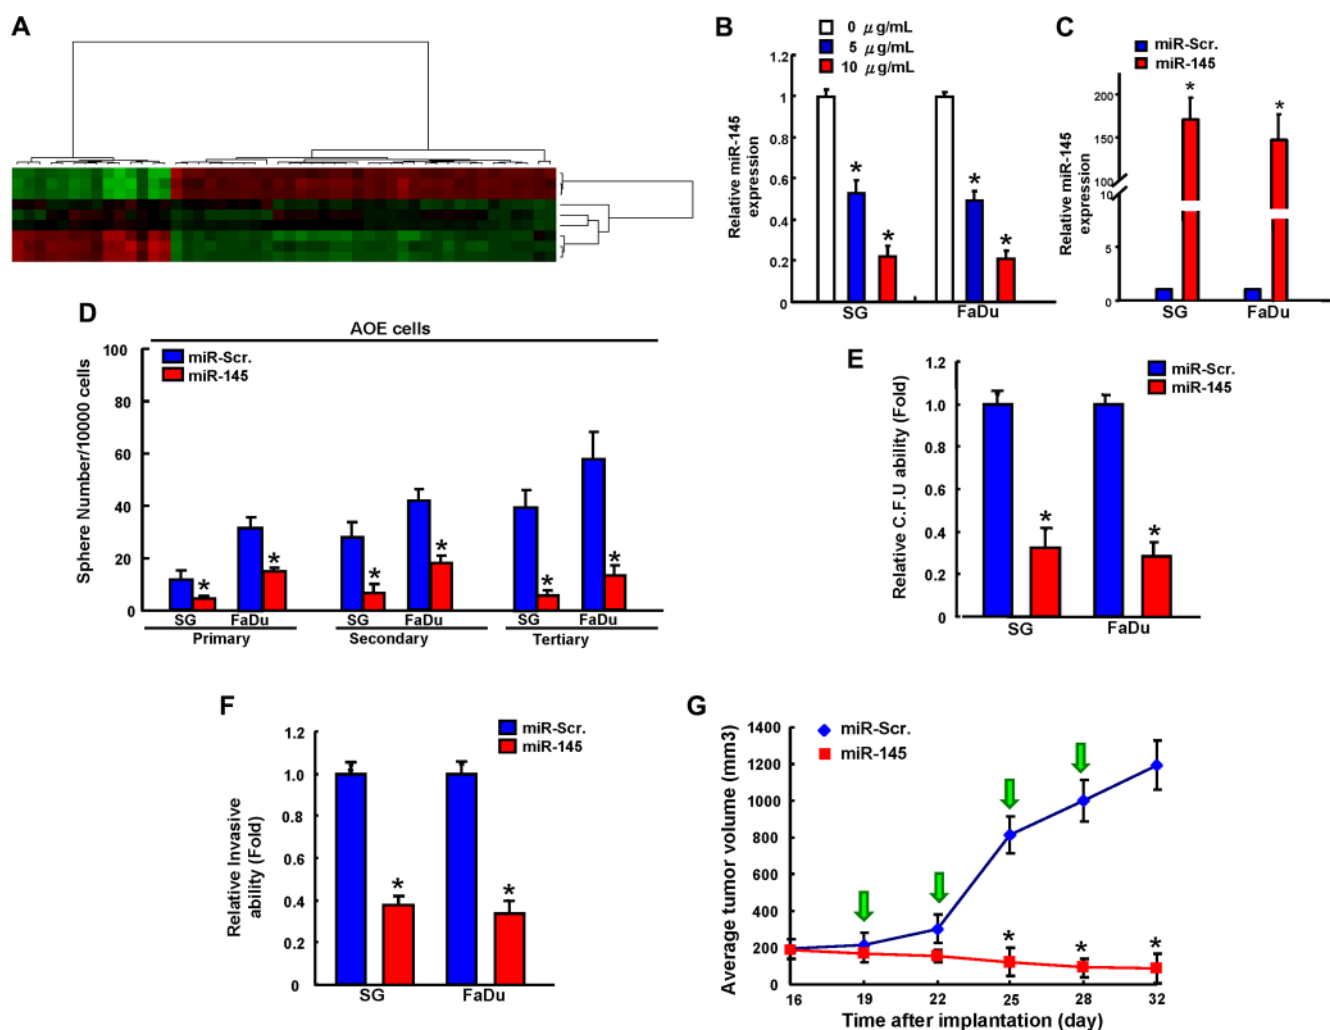 A
B
0 μg/mL
5 μg/mL
10 μg/mL
Relative miR-145
expression
1.2
1
0.8
0.6
0.4
0.2
0
SG
FaDu
C
miR-Scr.
miR-145
Relative miR-145
expression
200
150
100
10
5
0
*
*
SG
FaDu
*
*
*
*
D
AOE cells
miR-Scr.
miR-145
Sphere Number/10000 cells
100
80
60
40
20
0
*
*
*
*
*
*
SG
FaDu
SG
FaDu
SG
FaDu
Primary
Secondary
Tertiary
E
miR-Scr.
miR-145
Relative C.F.U ability (Fold)
1.2
1.0
0.8
0.6
0.4
0.2
0
*
*
SG
FaDu
F
miR-Scr.
miR-145
Relative Invasive
ability (Fold)
1.2
1.0
0.8
0.6
0.4
0.2
0
*
*
SG
FaDu
G
miR-Scr.
miR-145
Average tumor volume (mm3)
1400
1200
1000
800
600
400
200
0
*
*
*
16
19
22
25
28
32
Time after implantation (day)